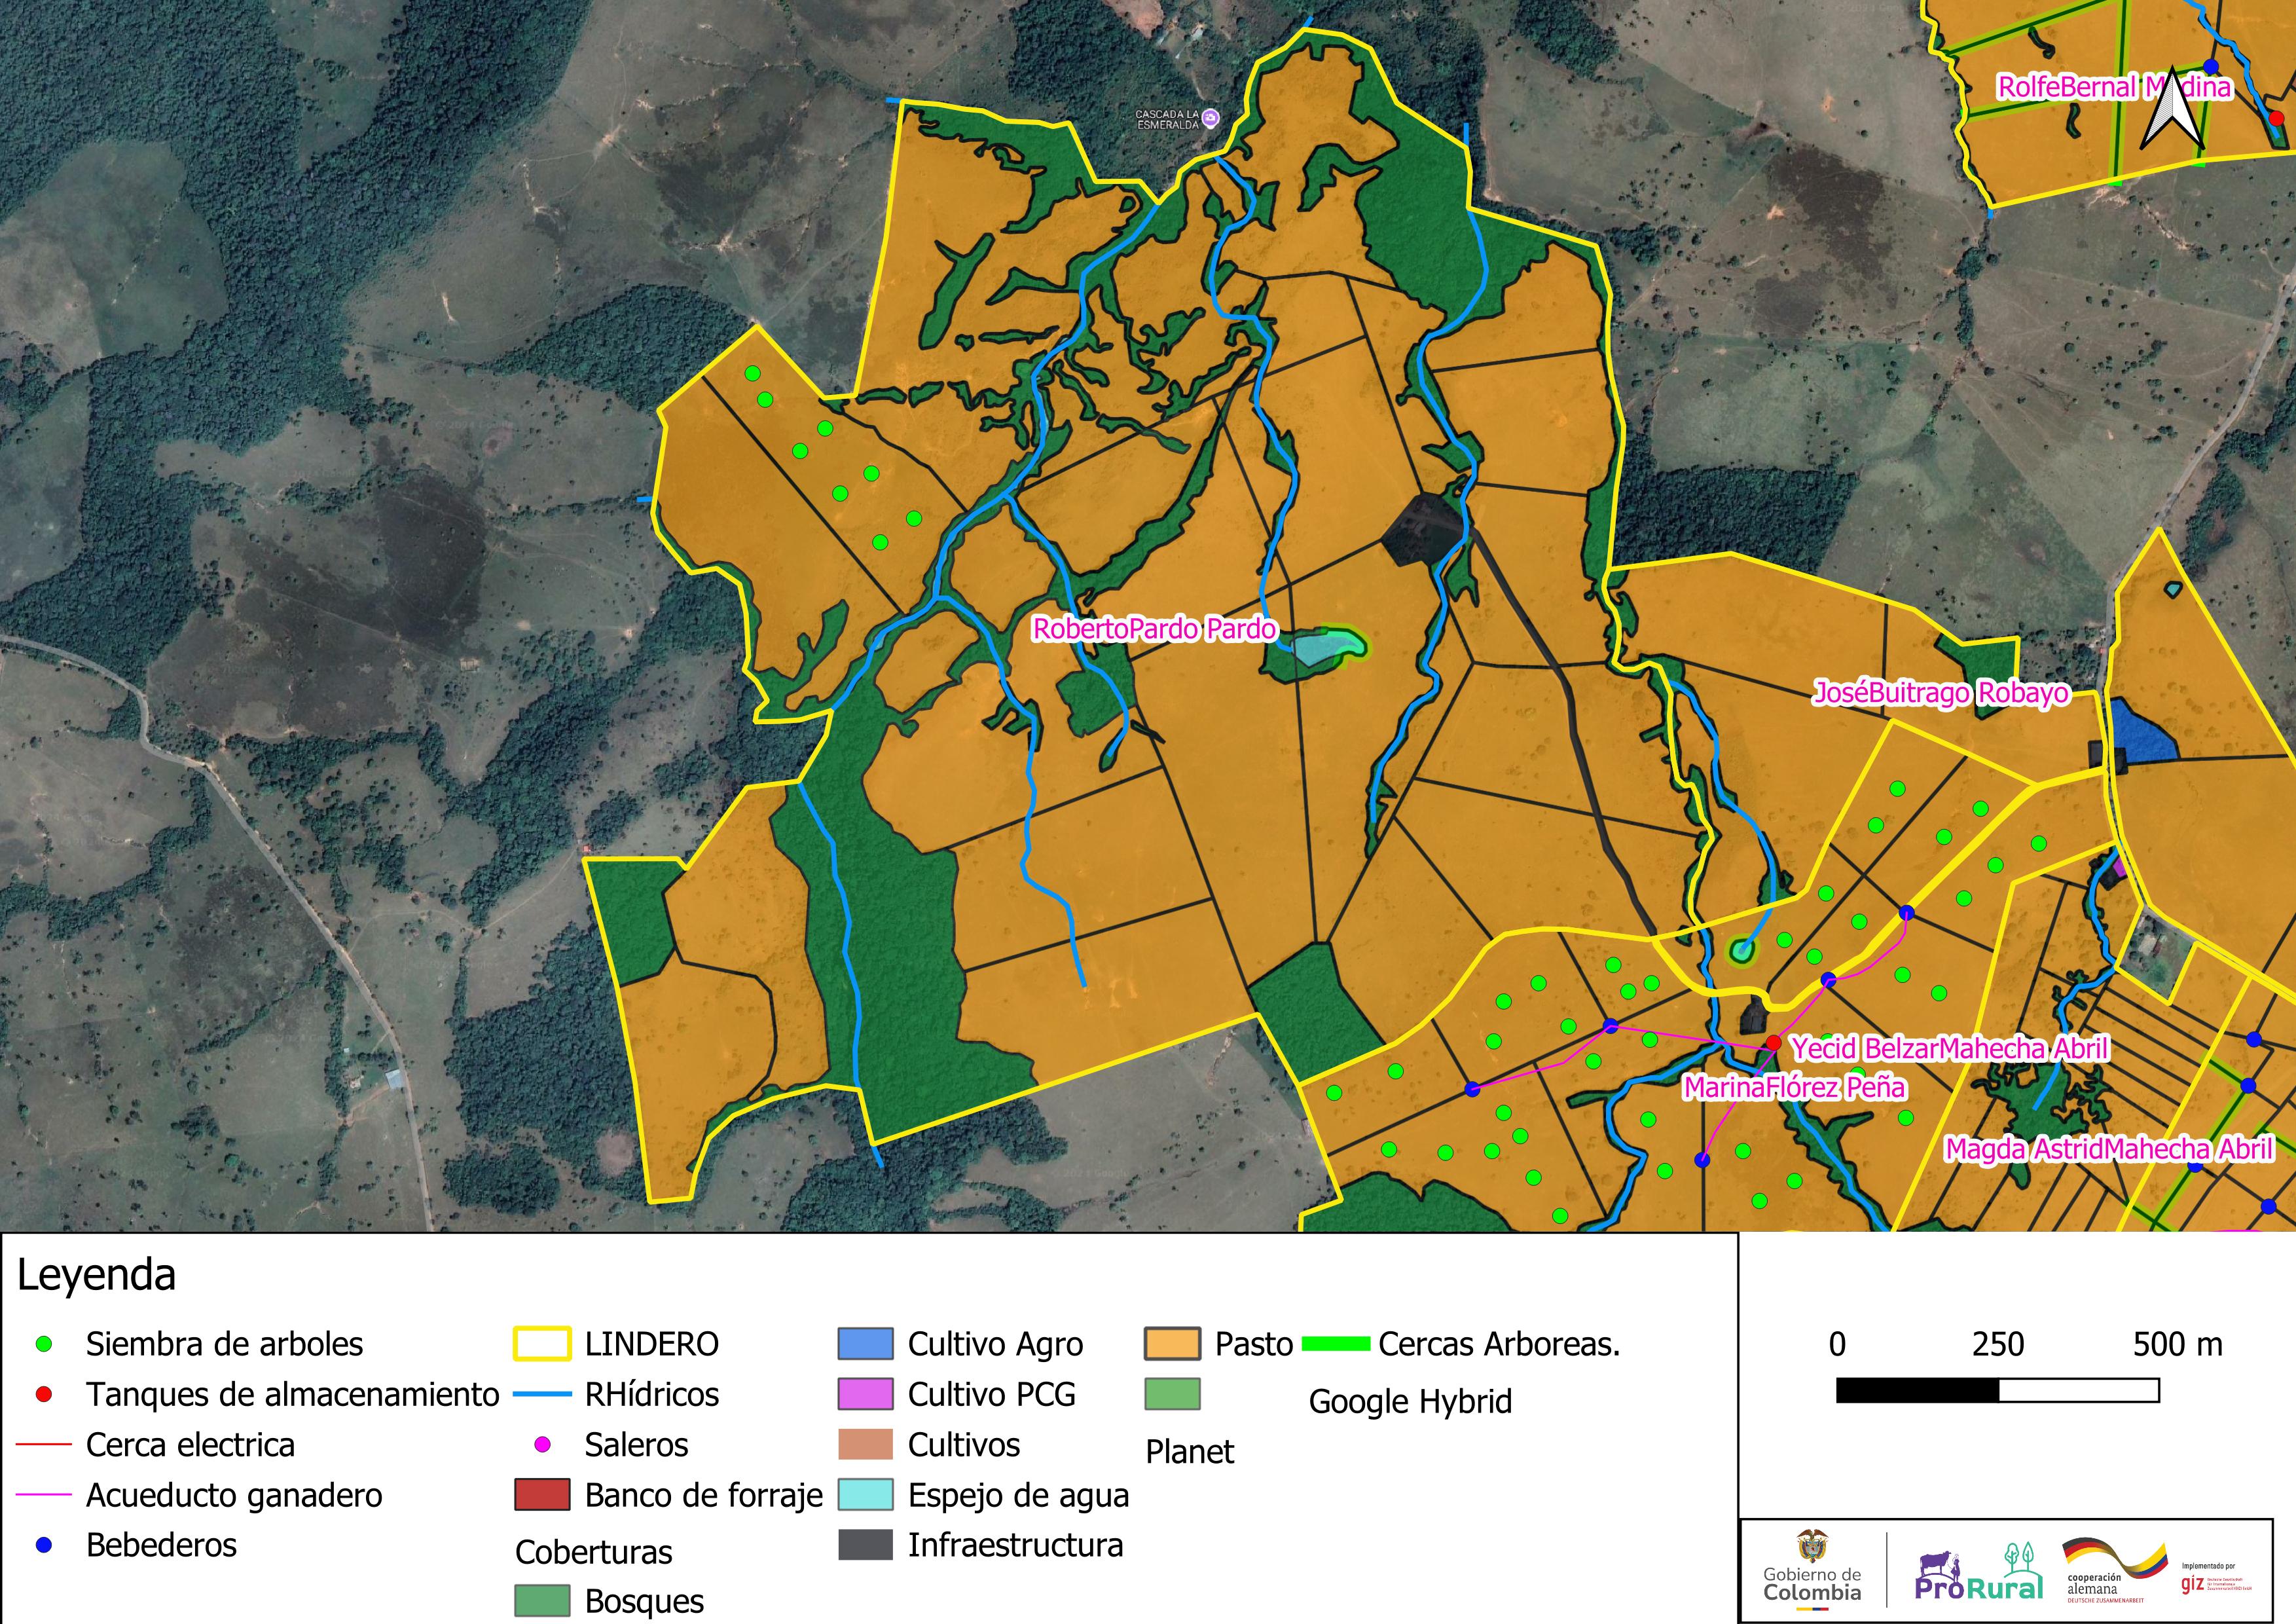 CASCADA LA
ESMERALDA
RolfeBernal M dina
RobertoPardo Pardo
JoséBuitrago Robayo
Yecid BelzarMahecha Abril
MarinaFlórez Peña
Magda AstridMahecha Abril
Leyenda
Siembra de arboles
Tanques de almacenamiento
Cerca electrica
Acueducto ganadero
Bebederos
LINDERO
RHídricos
Saleros
Banco de forraje
Coberturas
Bosques
Cultivo Agro
Cultivo PCG
Cultivos
Espejo de agua
Infraestructura
Pasto
Planet
Cercas Arboreas.
Google Hybrid
0 250 500 m
Gobierno de
Colombia
ProRural
cooperación
alemana
DEUTSCHE ZUSAMMENARBEIT
Implementado por
giz